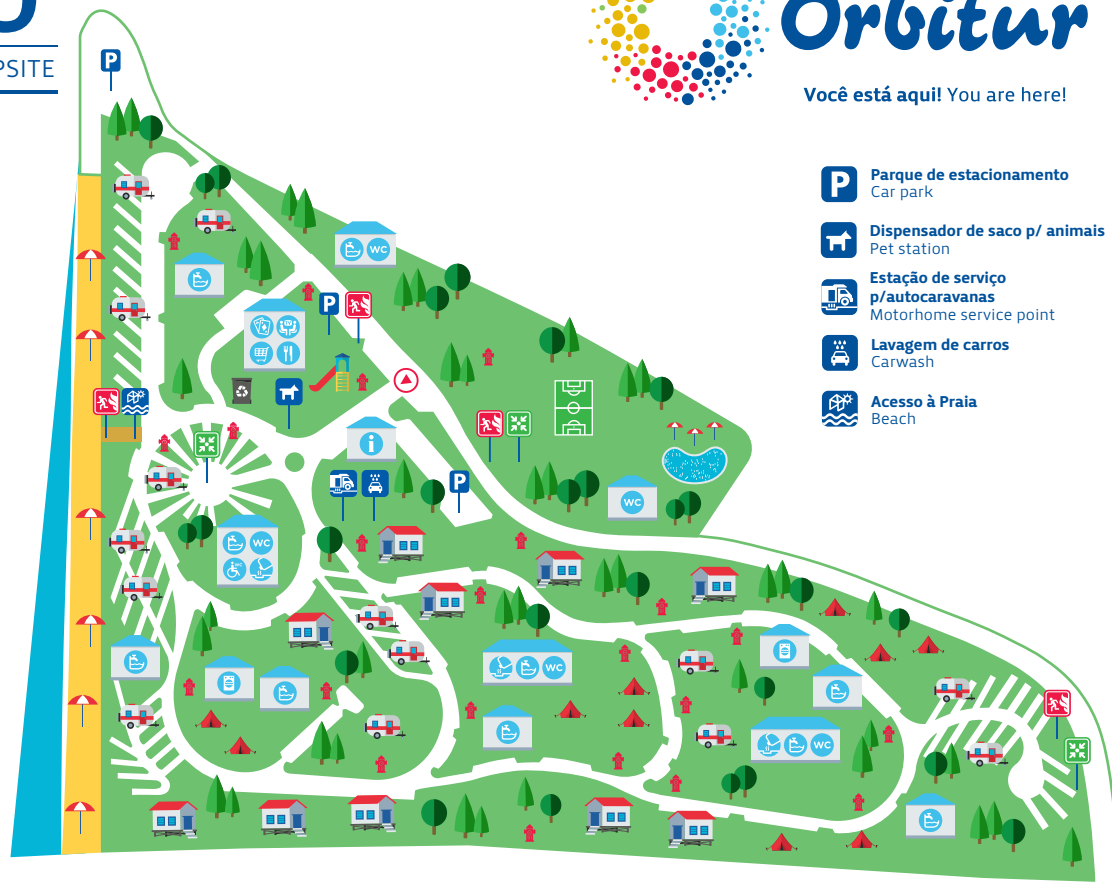 PSITE
Orbitur
Você está aqui! You are here!
P
Parque de estacionamento
Car park
Dispensador de saco p/ animais
Pet station
Estação de serviço
p/autocaravanas
Motorhome service point
Lavagem de carros
Carwash
Acesso à Praia
Beach
P
WC
P
TV
i
P
WC
WC
WC
WC
WC